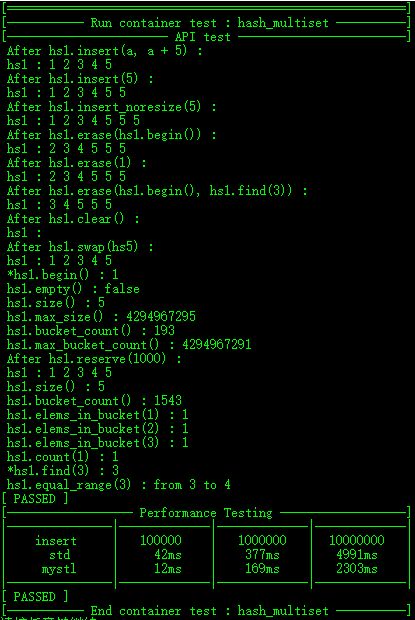 Run container test : hash_multiset
API test
After hs1.insert(a, a + 5) :
hs1 : 1 2 3 4 5
After hs1.insert(5) :
hs1 : 1 2 3 4 5 5
After hs1.insert_noresize(5) :
hs1 : 1 2 3 4 5 5 5
After hs1.erase(hs1.begin()) :
hs1 : 2 3 4 5 5 5
After hs1.erase(1) :
hs1 : 2 3 4 5 5 5
After hs1.erase(hs1.begin(), hs1.find(3)) :
hs1 : 3 4 5 5 5
After hs1.clear() :
hs1 :
After hs1.swap(hs5) :
hs1 : 1 2 3 4 5
*hs1.begin() : 1
hs1.empty() : false
hs1.size() : 5
hs1.max_size() : 4294967295
hs1.bucket_count() : 193
hs1.max_bucket_count() : 4294967291
After hs1.reserve(1000) :
hs1 : 1 2 3 4 5
hs1.size() : 5
hs1.bucket_count() : 1543
hs1.elems_in_bucket(1) : 1
hs1.elems_in_bucket(2) : 1
hs1.elems_in_bucket(3) : 1
hs1.count(1) : 1
*hs1.find(3) : 3
hs1.equal_range(3) : from 3 to 4
[ PASSED ]
Performance Testing
insert | 100000 | 1000000 | 10000000
std | 42ms | 377ms | 4991ms
mystl | 12ms | 169ms | 2303ms
[ PASSED ]
End container test : hash_multiset